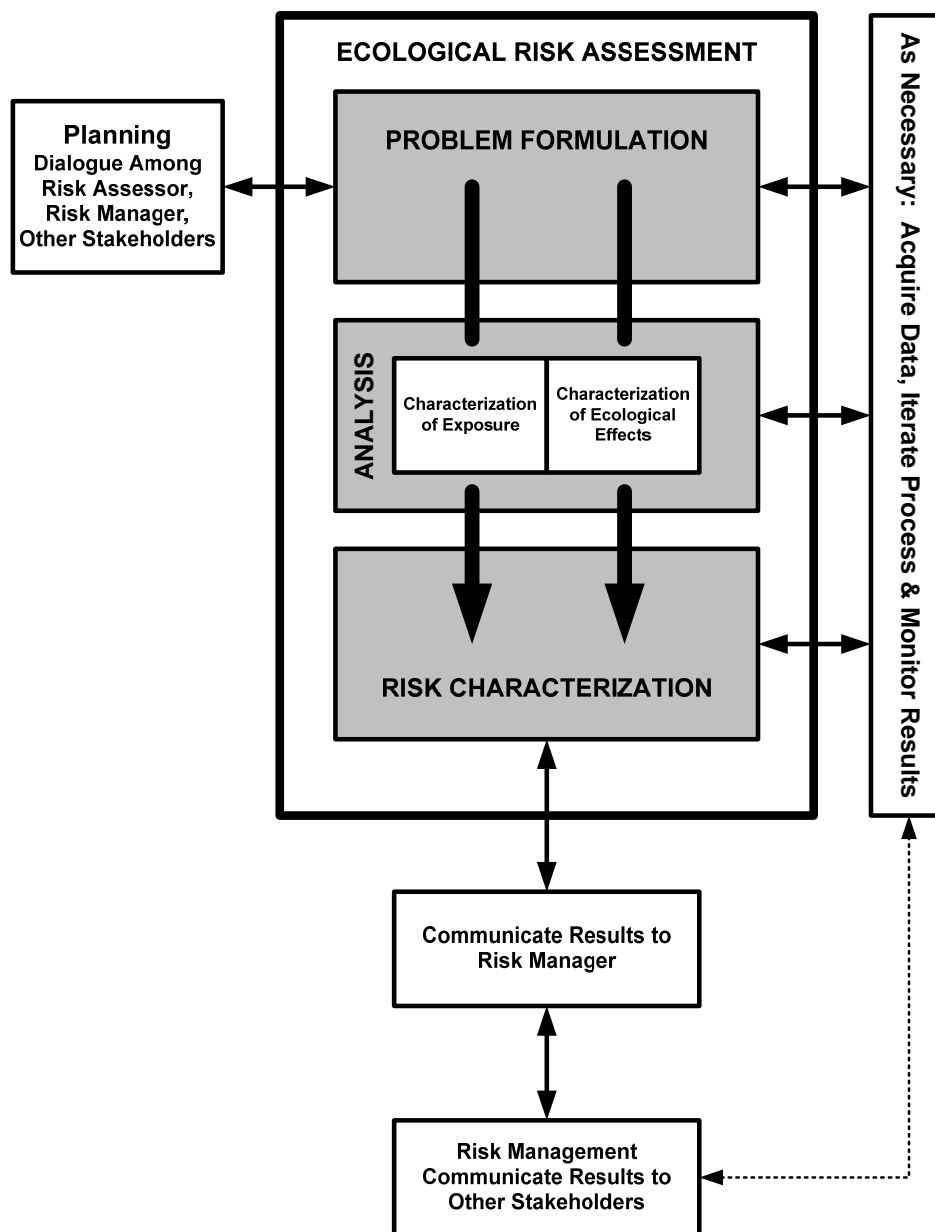 ECOLOGICAL RISK ASSESSMENT
Planning
Dialogue Among
Risk Assessor,
Risk Manager,
Other Stakeholders
PROBLEM FORMULATION
ANALYSIS
Characterization
of Exposure
Characterization
of Ecological
Effects
RISK CHARACTERIZATION
As Necessary: Acquire Data, Iterate Process & Monitor Results
Communicate Results to
Risk Manager
Risk Management
Communicate Results to
Other Stakeholders